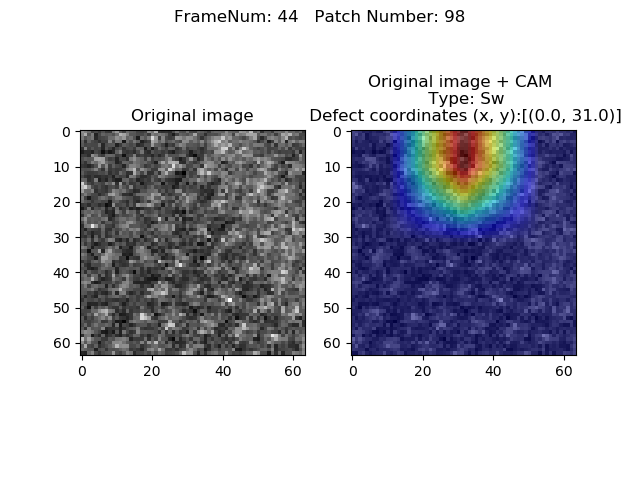 FrameNum: 44   Patch Number: 98
Original image
Original image + CAM
Type: Sw
Defect coordinates (x, y):[(0.0, 31.0)]
0
10
20
30
40
50
60
0 20 40 60
0
10
20
30
40
50
60
0 20 40 60